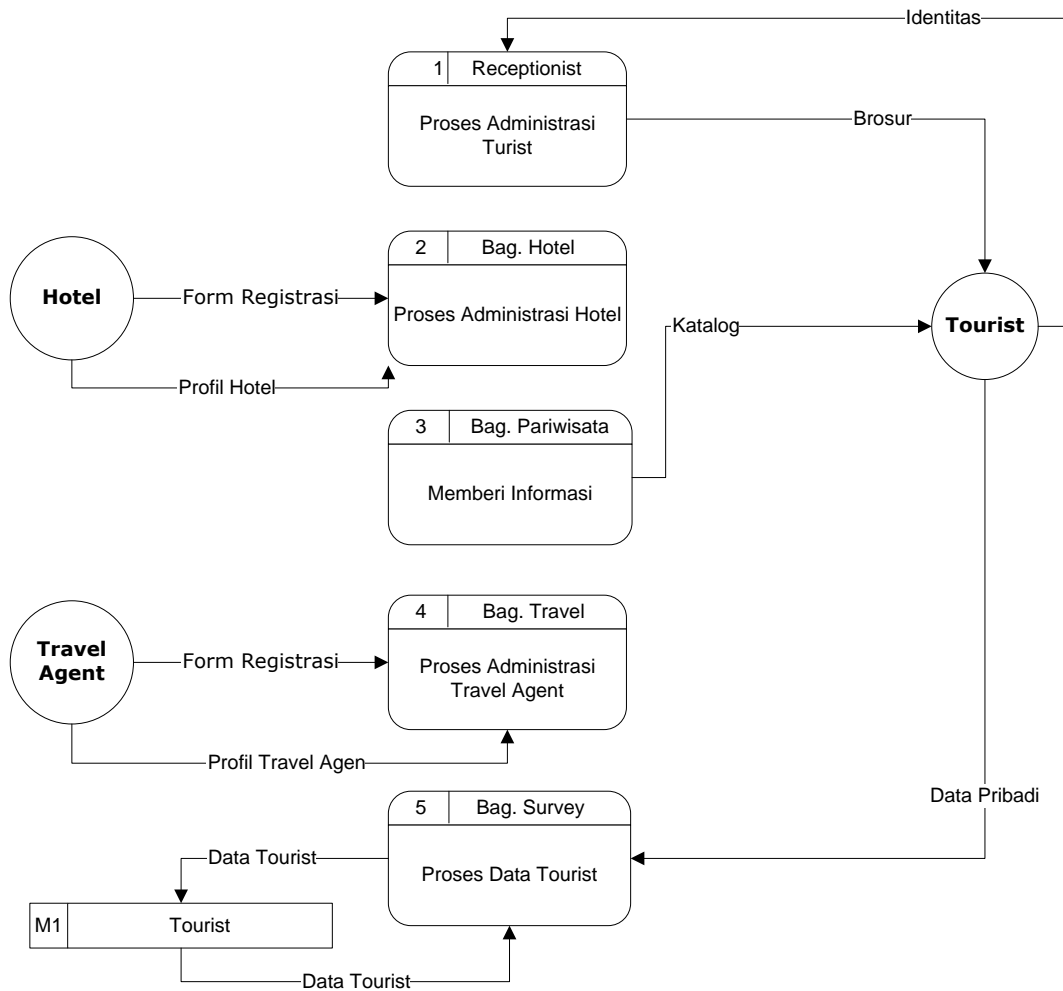 Identitas
1 Receptionist
Proses Administrasi
Turist
Brosur
2 Bag. Hotel
Hotel
Form Registrasi
Proses Administrasi Hotel
Katalog
Tourist
Profil Hotel
3 Bag. Pariwisata
Memberi Informasi
4 Bag. Travel
Travel
Agent
Form Registrasi
Proses Administrasi
Travel Agent
Profil Travel Agen
Data Pribadi
5 Bag. Survey
Data Tourist
Proses Data Tourist
M1 Tourist
Data Tourist